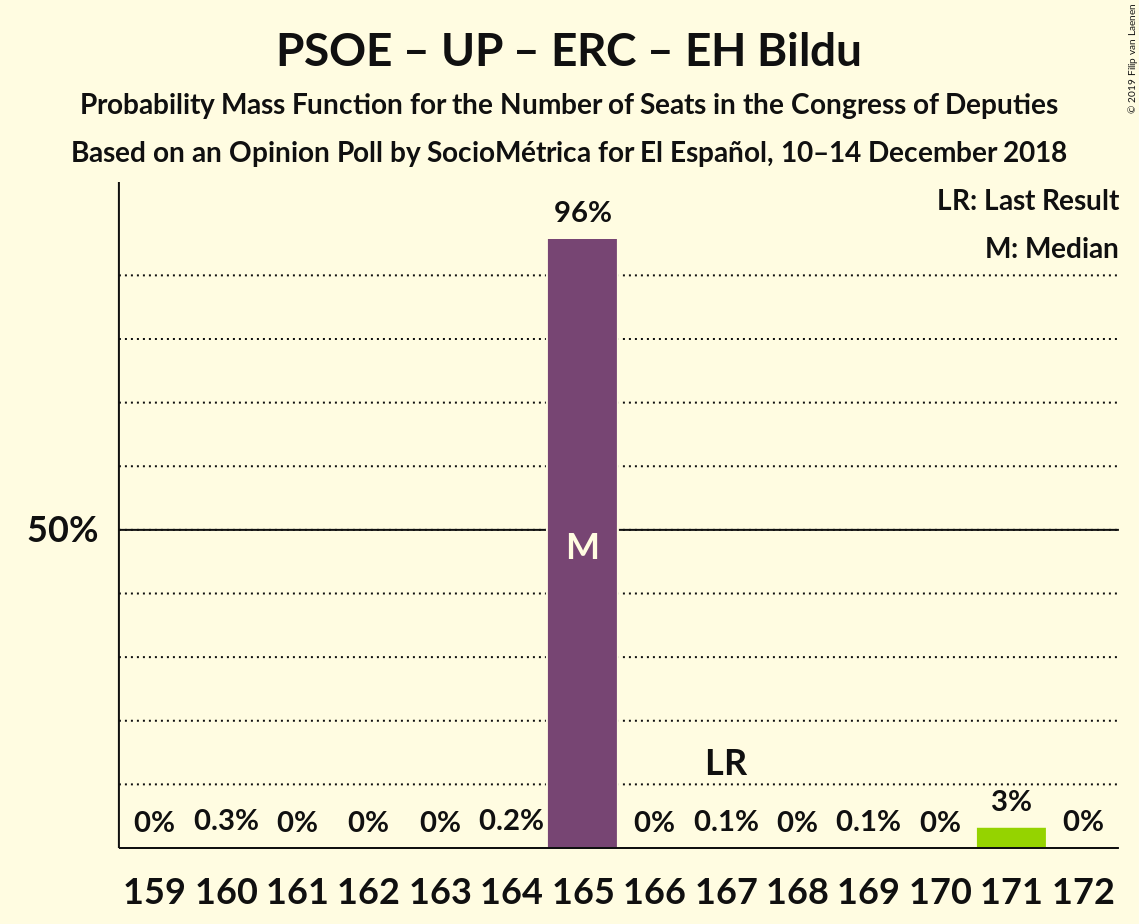 PSOE – UP – ERC – EH Bildu
Probability Mass Function for the Number of Seats in the Congress of Deputies
Based on an Opinion Poll by SocioMétrica for El Español, 10–14 December 2018
© 2019 Filip van Laenen
LR: Last Result
M: Median
96%
50%
M
LR
0% 0.3% 0% 0% 0% 0.2% 0% 0.1% 0% 0.1% 0% 3% 0%
159 160 161 162 163 164 165 166 167 168 169 170 171 172